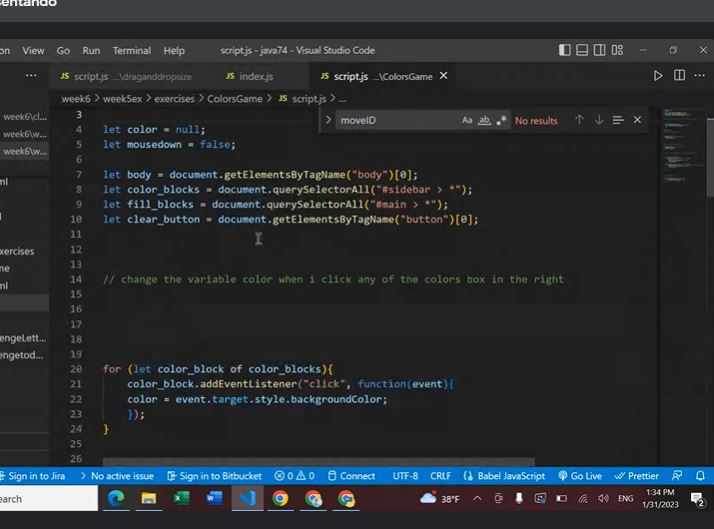 sentando
on View Go Run Terminal Help script.js - java74 - Visual Studio Code
... JS script.js ...\draganddropsize JS index.js JS script.js ...\ColorsGame
week6 > week5ex > exercises > ColorsGame > JS script.js > ...
moveID Aa ab .* No results
week6\cl...
week6\w...
week6\w...
ml
exercises
me
ml
engeLett...
engetod...
3
4 let color = null;
5 let mousedown = false;
6
7 let body = document.getElementsByTagName("body")[0];
8 let color_blocks = document.querySelectorAll("#sidebar > *");
9 let fill_blocks = document.querySelectorAll("#main > *");
10 let clear_button = document.getElementsByTagName("button")[0];
11
12
13
14 // change the variable color when i click any of the colors box in the right
15
16
17
18
19
20 for (let color_block of color_blocks){
21 color_block.addEventListener("click", function(event){
22 color = event.target.style.backgroundColor;
23 });
24 }
25
26
Sign in to Jira No active issue Sign in to Bitbucket 0 0 Connect UTF-8 CRLF {} Babel JavaScript Go Live Prettier
earch 38°F ENG 1:34 PM
1/31/2023 2